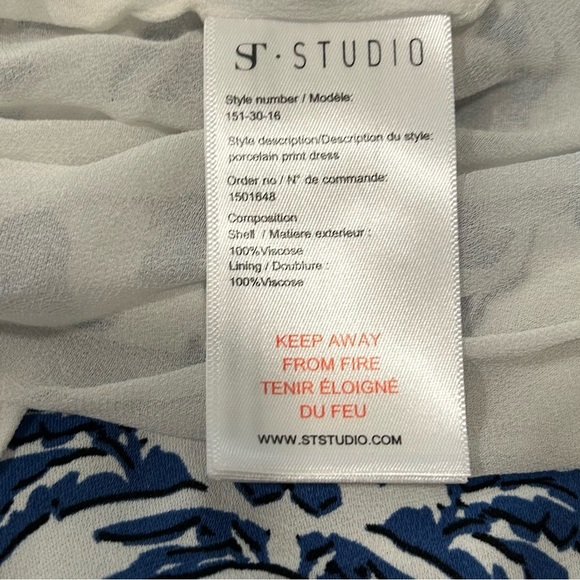 ST · STUDIO
Style number / Modéle:
151-30-16
Style description/Description du style:
porcelain print dress
Order no / N° de commande:
1501648
Composition
Shell / Matiere exterieur :
100%Viscose
Lining / Doublure :
100%Viscose
KEEP AWAY
FROM FIRE
TENIR ÉLOIGNÉ
DU FEU
WWW.STSTUDIO.COM